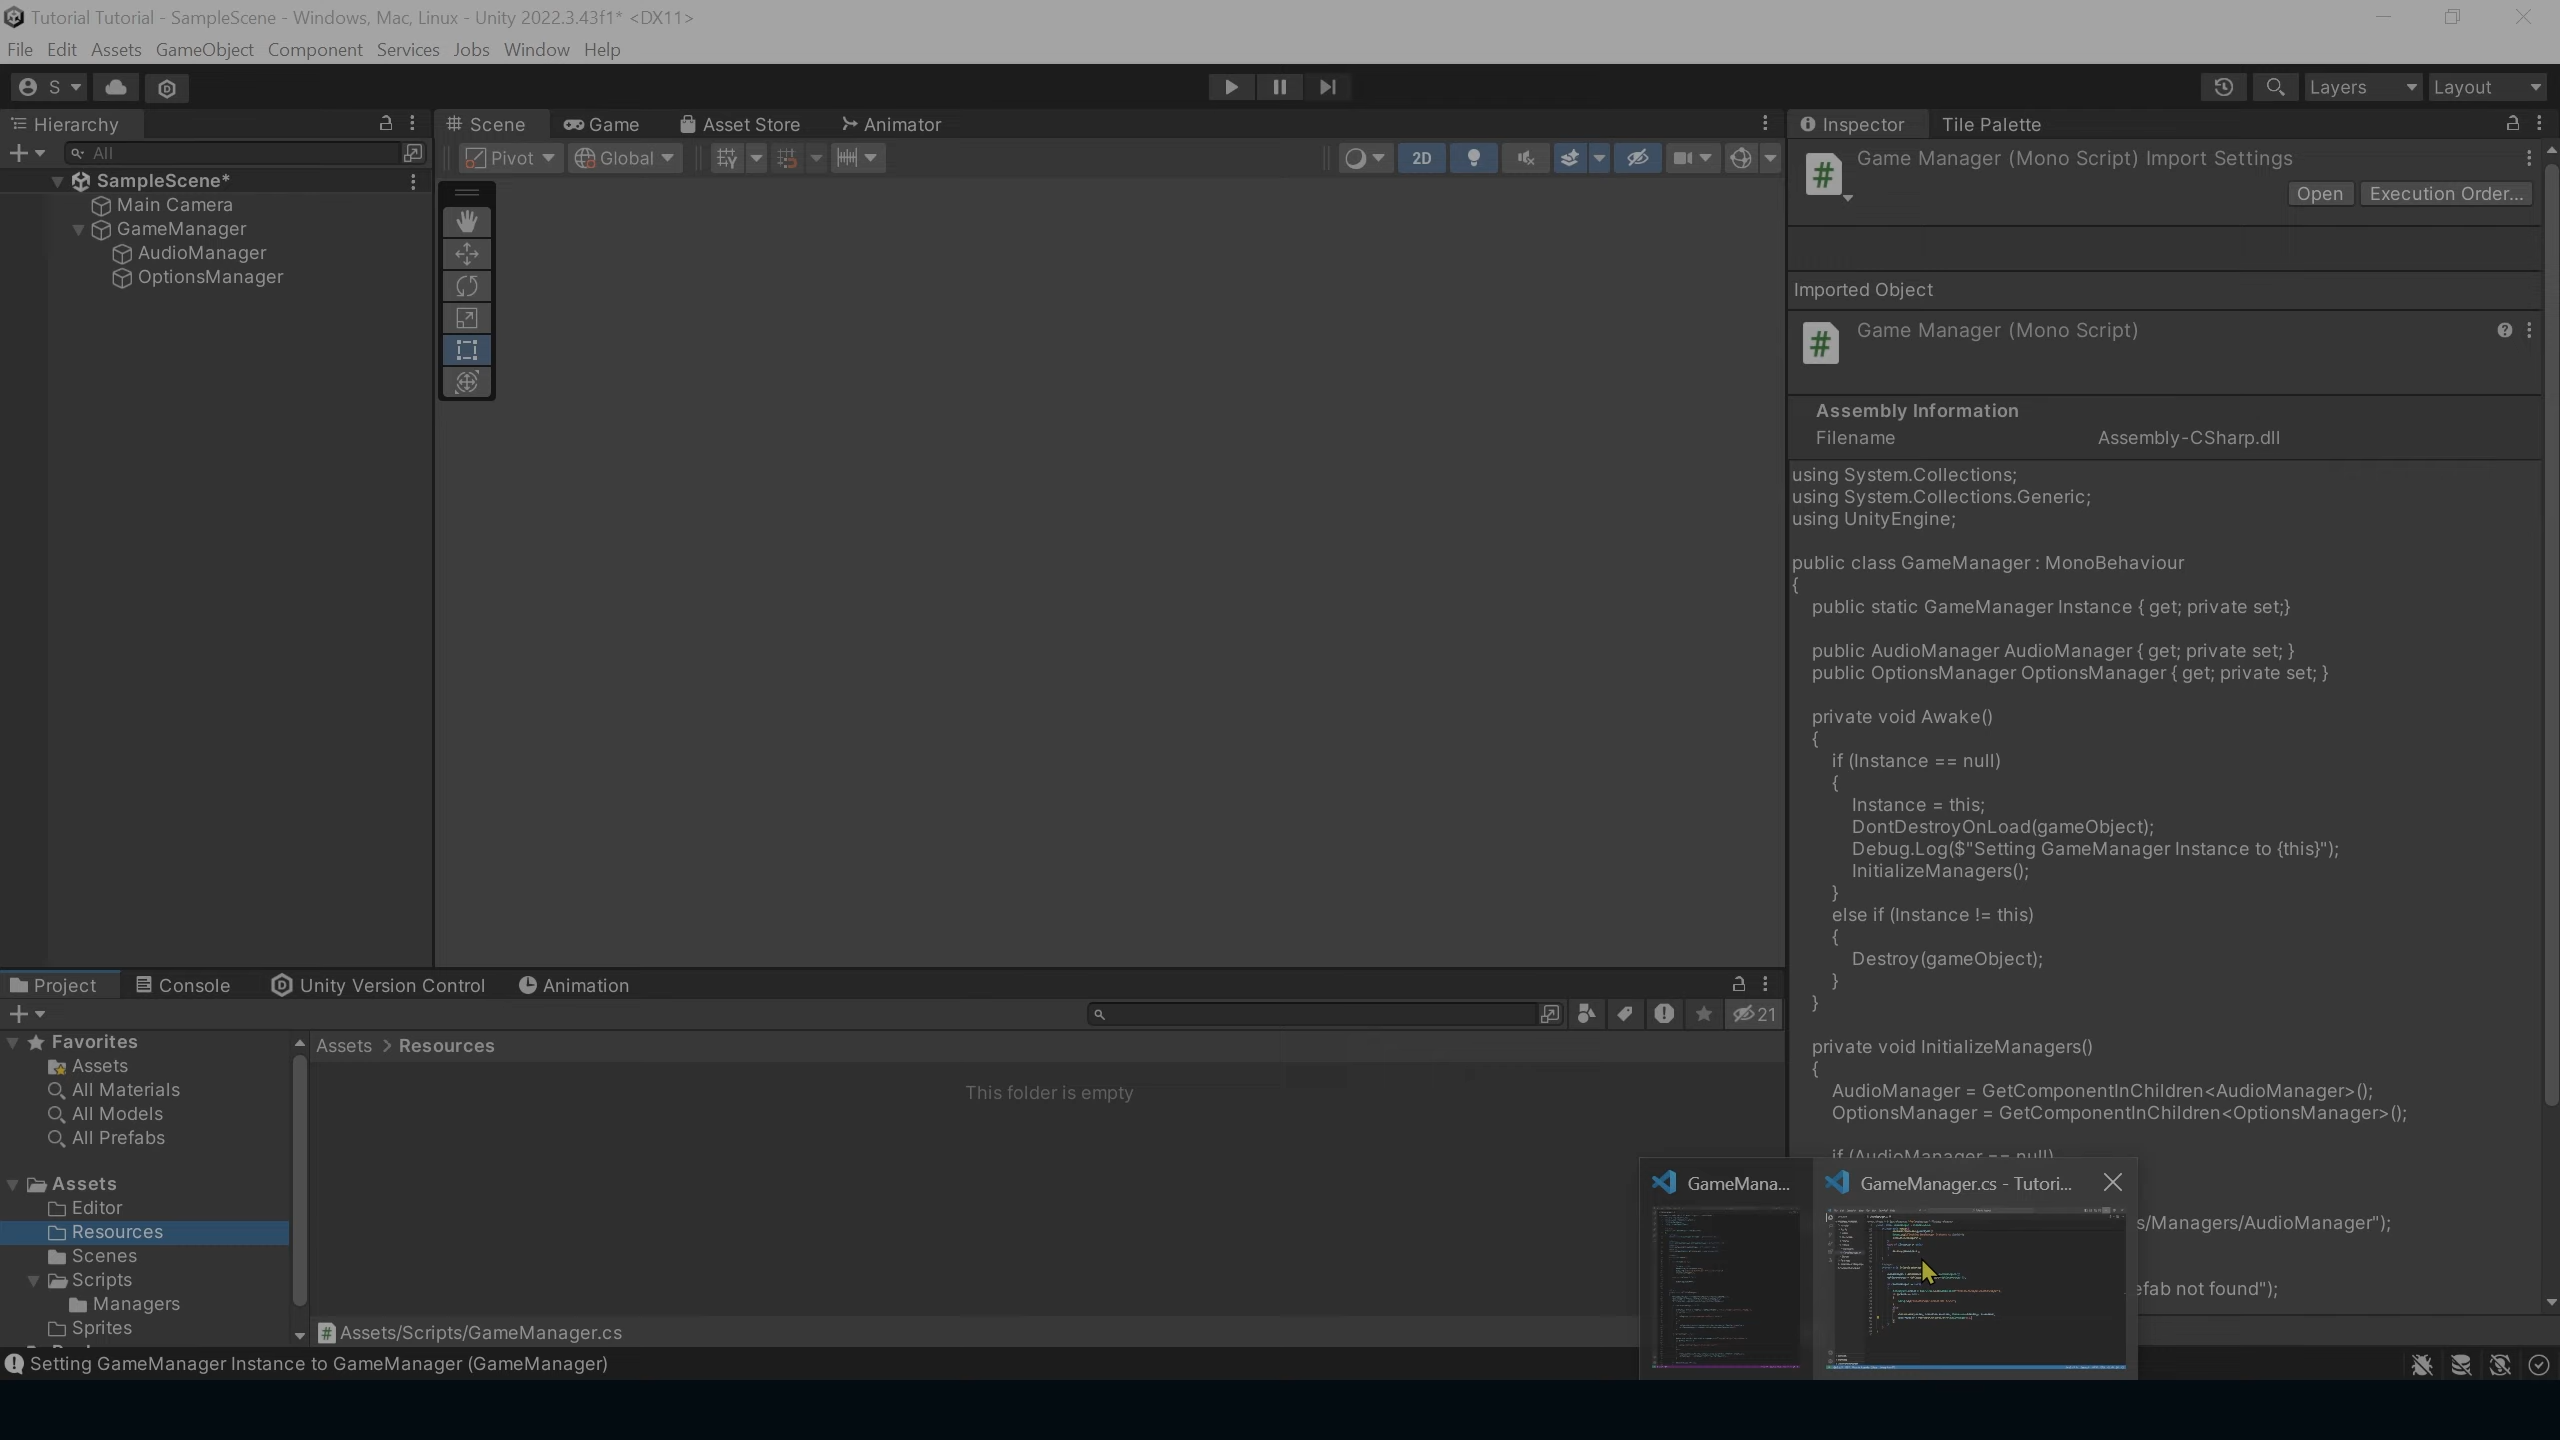 Tutorial Tutorial - SampleScene - Windows, Mac, Linux - Unity 2022.3.43f1* <DX11>
File Edit Assets GameObject Component Services Jobs Window Help
S
Layers
Layout
Hierarchy
All
SampleScene*
Main Camera
GameManager
AudioManager
OptionsManager
Scene Game Asset Store Animator
Pivot Global 2D
Inspector Tile Palette
Game Manager (Mono Script) Import Settings
Open Execution Order...
Imported Object
Game Manager (Mono Script)
Assembly Information
Filename Assembly-CSharp.dll
using System.Collections;
using System.Collections.Generic;
using UnityEngine;
public class GameManager : MonoBehaviour
{
public static GameManager Instance { get; private set;}
public AudioManager AudioManager { get; private set; }
public OptionsManager OptionsManager { get; private set; }
private void Awake()
{
if (Instance == null)
{
Instance = this;
DontDestroyOnLoad(gameObject);
Debug.Log($"Setting GameManager Instance to {this}");
InitializeManagers();
}
else if (Instance != this)
{
Destroy(gameObject);
}
}
private void InitializeManagers()
{
AudioManager = GetComponentInChildren<AudioManager>();
OptionsManager = GetComponentInChildren<OptionsManager>();
if (AudioManager == null)
s/Managers/AudioManager");
efab not found");
Project Console Unity Version Control Animation
21
Favorites
Assets
All Materials
All Models
All Prefabs
Assets
Editor
Resources
Scenes
Scripts
Managers
Sprites
Assets > Resources
This folder is empty
Assets/Scripts/GameManager.cs
GameMana...
GameManager.cs - Tutori...
Setting GameManager Instance to GameManager (GameManager)